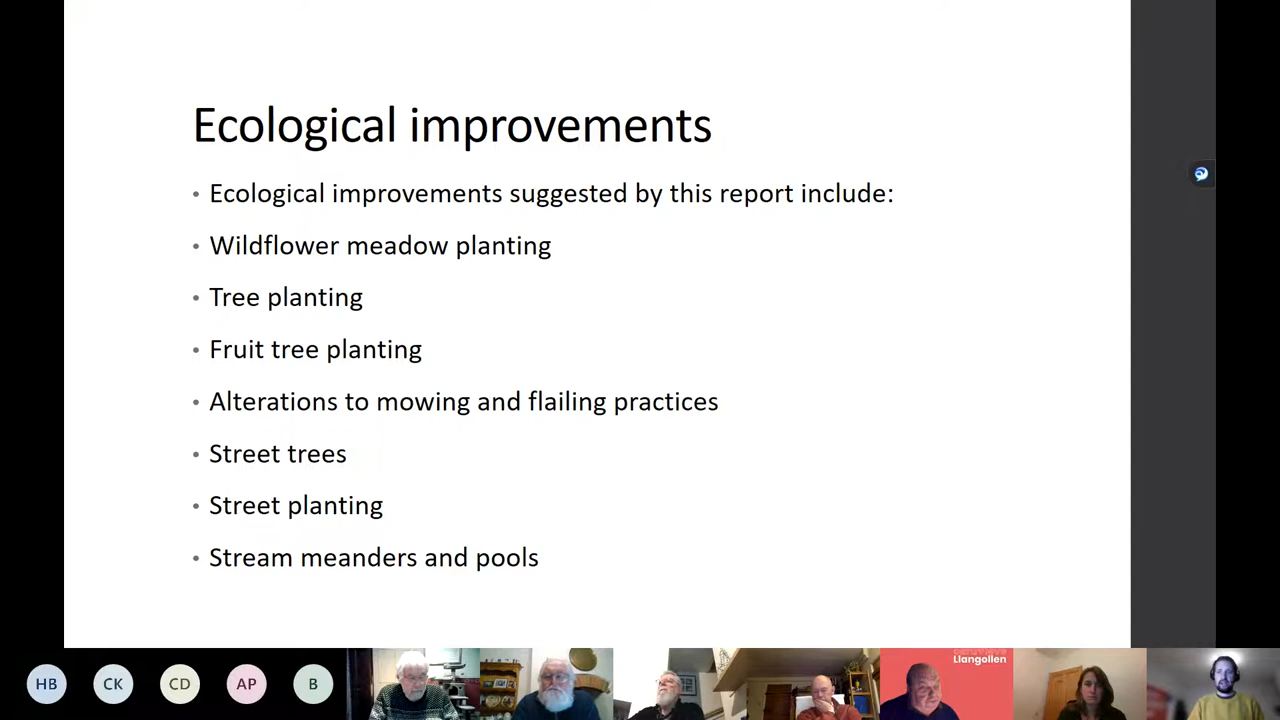 Ecological improvements
• Ecological improvements suggested by this report include:
• Wildflower meadow planting
• Tree planting
• Fruit tree planting
• Alterations to mowing and flailing practices
• Street trees
• Street planting
• Stream meanders and pools
HB CK CD AP B
Llangollen